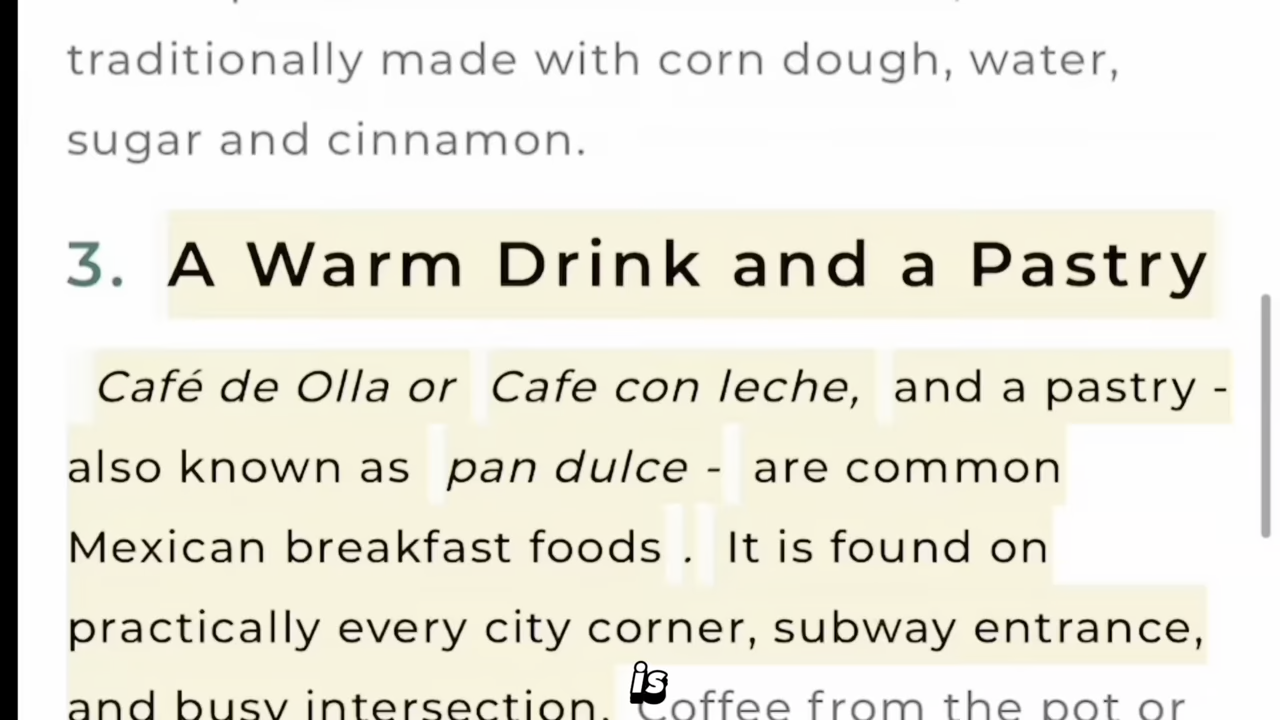 traditionally made with corn dough, water,
sugar and cinnamon.
3. A Warm Drink and a Pastry
Café de Olla or Cafe con leche, and a pastry -
also known as pan dulce - are common
Mexican breakfast foods . It is found on
practically every city corner, subway entrance,
and busy intersection. Coffee from the pot or
is